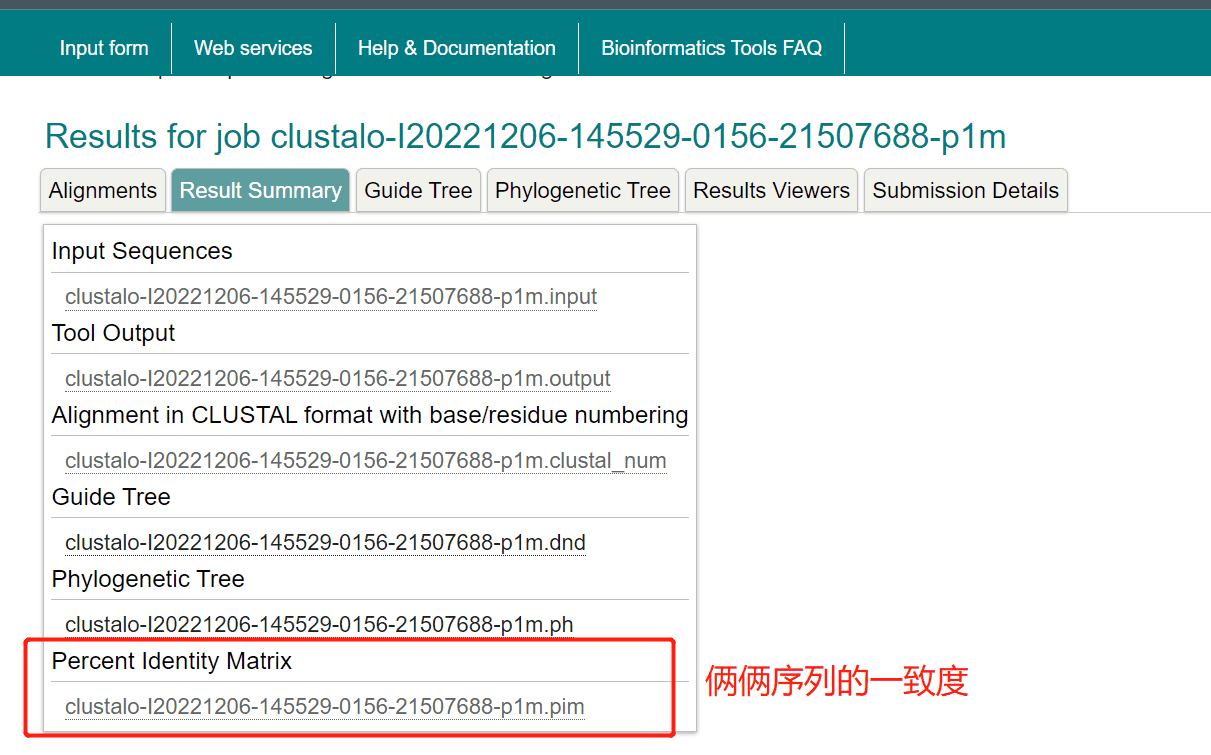 Input form
Web services
Help & Documentation
Bioinformatics Tools FAQ
Results for job clustalo-I20221206-145529-0156-21507688-p1m
Alignments
Result Summary
Guide Tree
Phylogenetic Tree
Results Viewers
Submission Details
Input Sequences
clustalo-I20221206-145529-0156-21507688-p1m.input
Tool Output
clustalo-I20221206-145529-0156-21507688-p1m.output
Alignment in CLUSTAL format with base/residue numbering
clustalo-I20221206-145529-0156-21507688-p1m.clustal_num
Guide Tree
clustalo-I20221206-145529-0156-21507688-p1m.dnd
Phylogenetic Tree
clustalo-I20221206-145529-0156-21507688-p1m.ph
Percent Identity Matrix
clustalo-I20221206-145529-0156-21507688-p1m.pim
俩俩序列的一致度